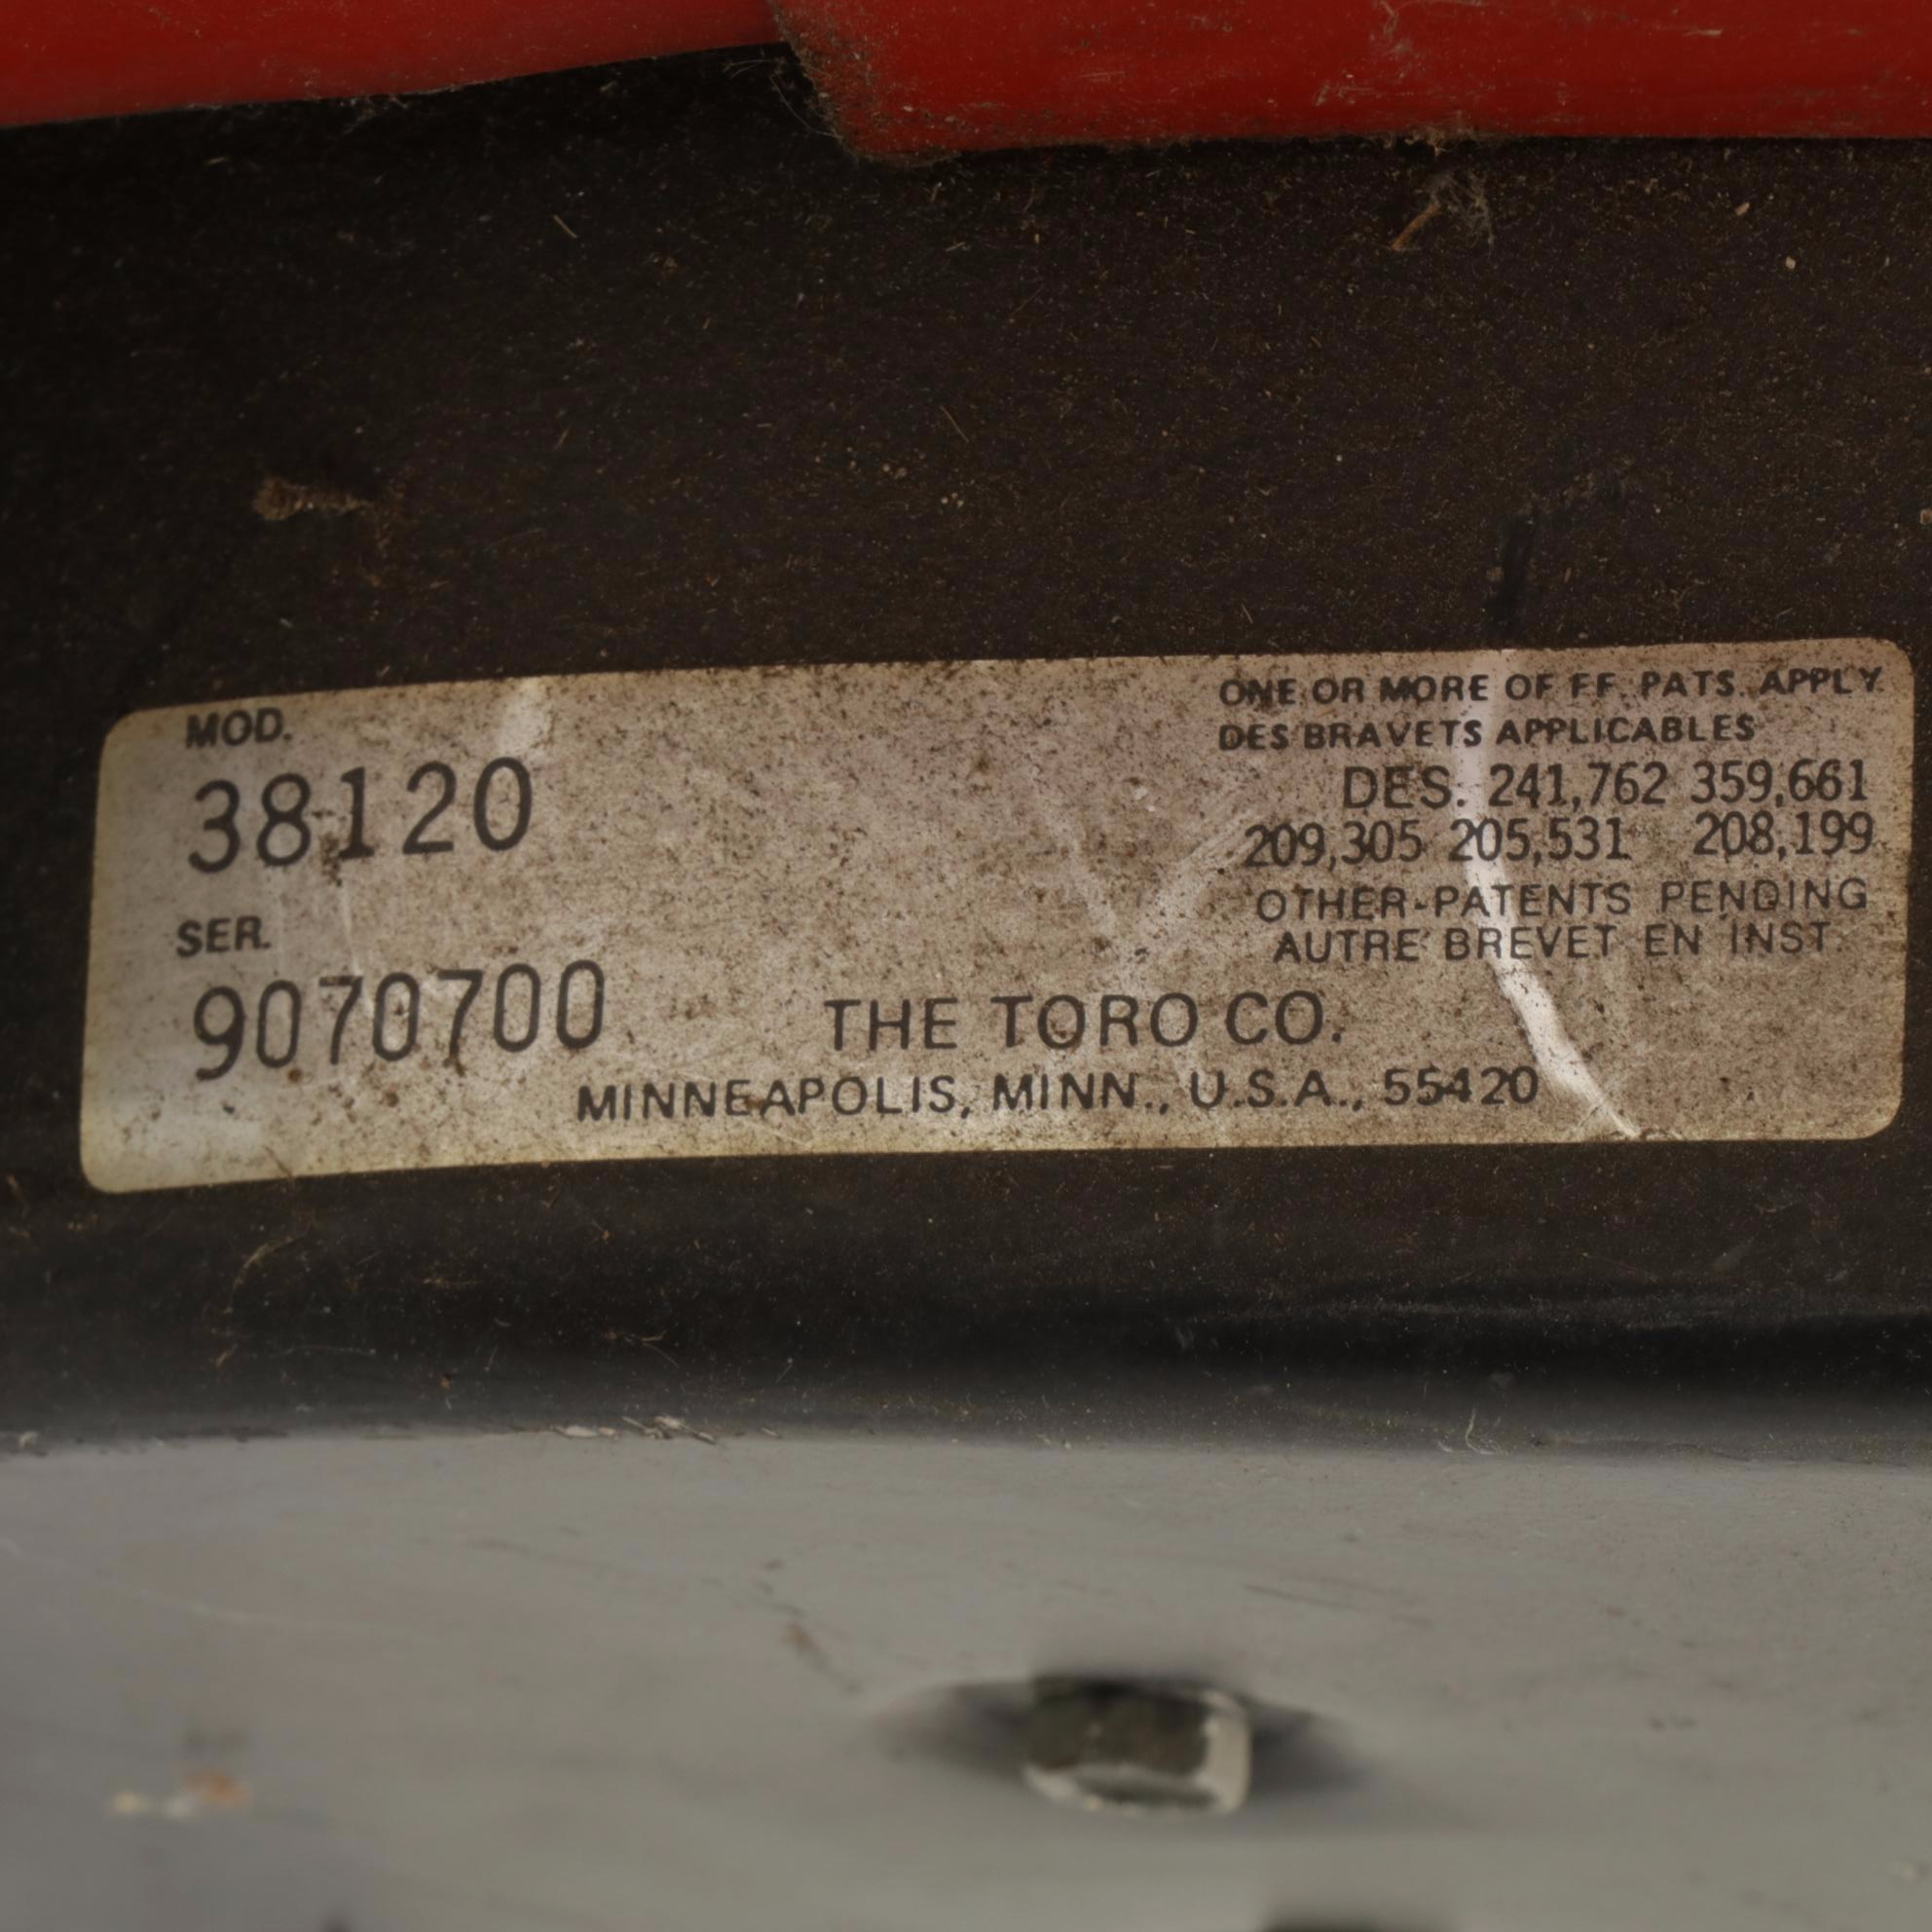 MOD.
38120
SER.
9070700
ONE OR MORE OF F.F. PATS. APPLY.
DES BRAVETS APPLICABLES
DES. 241,762 359,661
209,305 205,531 208,199
OTHER-PATENTS PENDING
AUTRE BREVET EN INST.
THE TORO CO.
MINNEAPOLIS, MINN., U.S.A., 55420